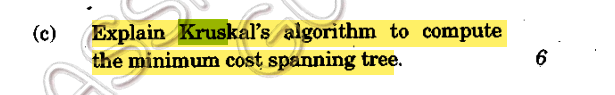 (c) Explain Kruskal's algorithm to compute
the minimum cost spanning tree. 6